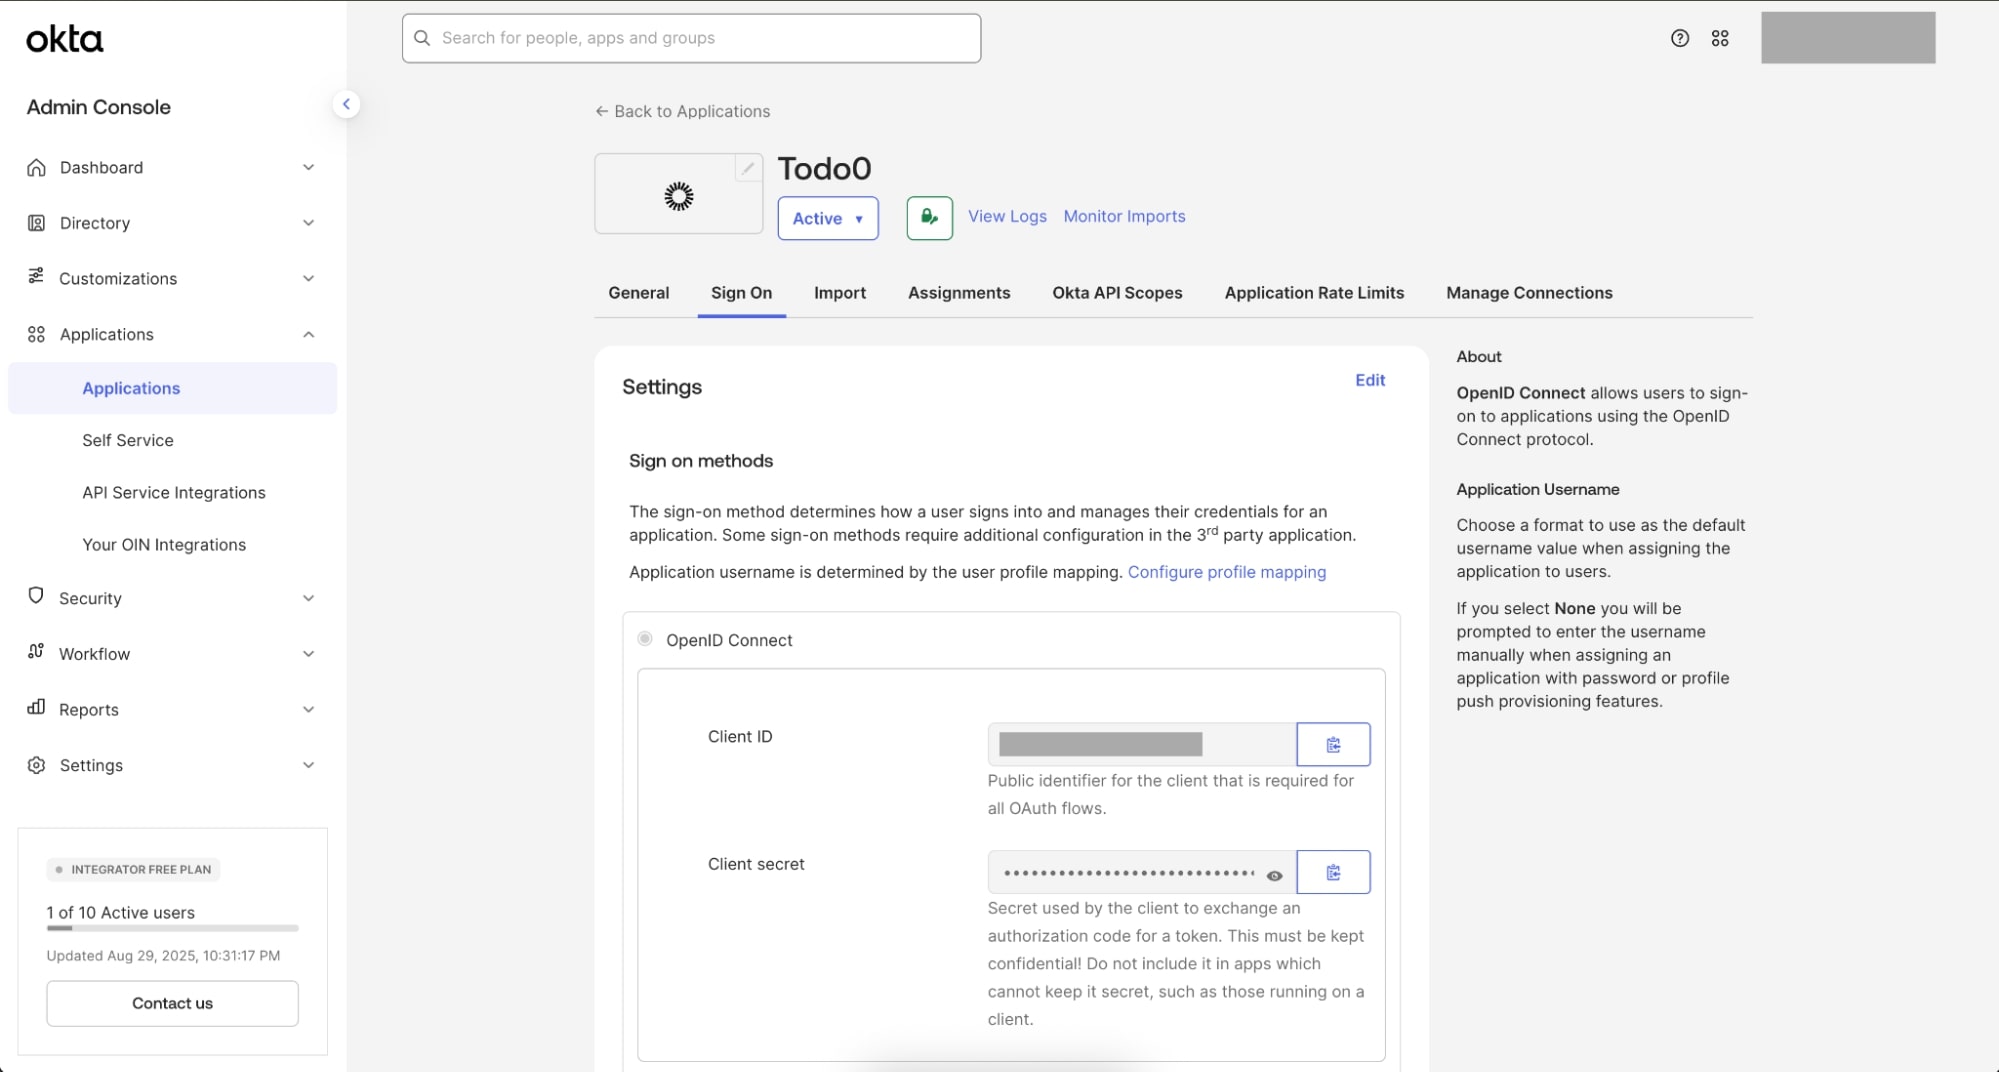 okta
Search for people, apps and groups
Admin Console
Dashboard
Directory
Customizations
Applications
Applications
Self Service
API Service Integrations
Your OIN Integrations
Security
Workflow
Reports
Settings
INTEGRATOR FREE PLAN
1 of 10 Active users
Updated Aug 29, 2025, 10:31:17 PM
Contact us
← Back to Applications
Todo0
Active ▼
View Logs
Monitor Imports
General
Sign On
Import
Assignments
Okta API Scopes
Application Rate Limits
Manage Connections
Settings
Edit
Sign on methods
The sign-on method determines how a user signs into and manages their credentials for an
application. Some sign-on methods require additional configuration in the 3rd party application.
Application username is determined by the user profile mapping. Configure profile mapping
OpenID Connect
Client ID
Public identifier for the client that is required for
all OAuth flows.
Client secret
Secret used by the client to exchange an
authorization code for a token. This must be kept
confidential! Do not include it in apps which
cannot keep it secret, such as those running on a
client.
About
OpenID Connect allows users to sign-
on to applications using the OpenID
Connect protocol.
Application Username
Choose a format to use as the default
username value when assigning the
application to users.
If you select None you will be
prompted to enter the username
manually when assigning an
application with password or profile
push provisioning features.